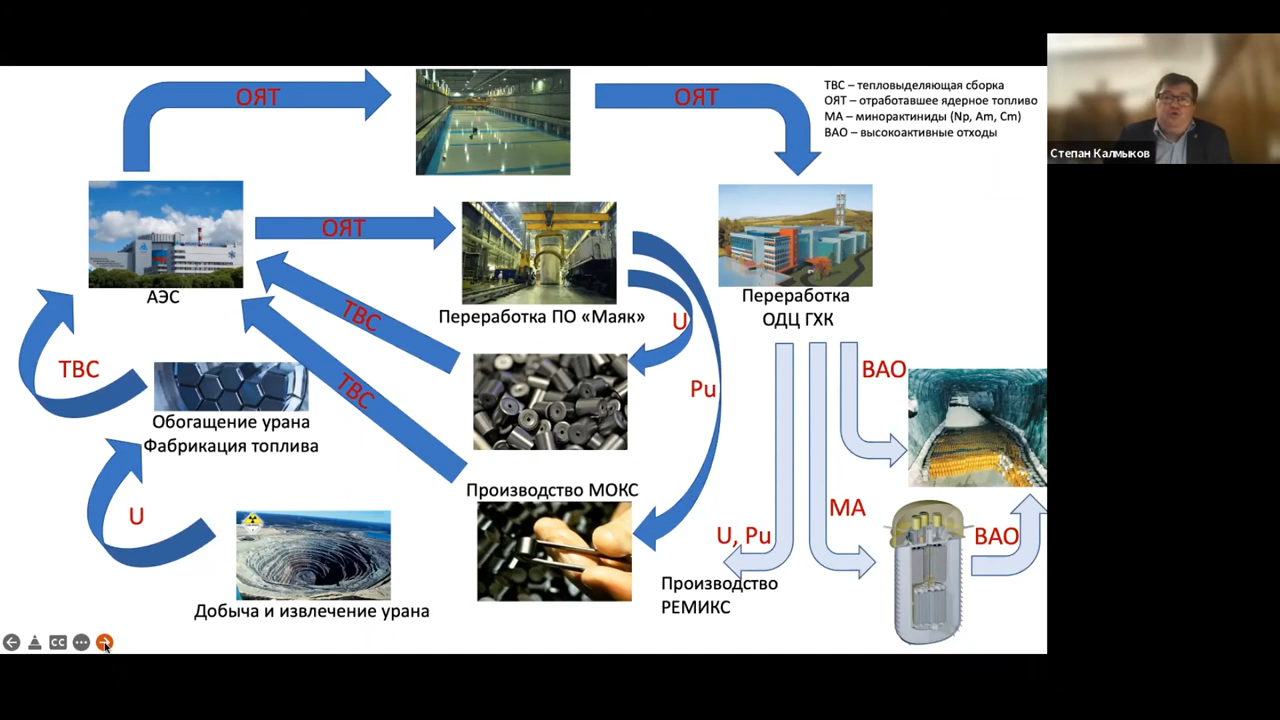 ОЯТ
ОЯТ
ТВС – тепловыделяющая сборка
ОЯТ – отработавшее ядерное топливо
МА – минорактиниды (Np, Am, Cm)
ВАО – высокоактивные отходы
Степан Калмыков
ОЯТ
АЭС
Переработка ПО «Маяк»
Переработка
ОДЦ ГХК
ТВС
U
ТВС
ТВС
Pu
ВАО
Обогащение урана
Фабрикация топлива
Производство МОКС
U
МА
U, Pu
ВАО
Производство
РЕМИКС
Добыча и извлечение урана
CC